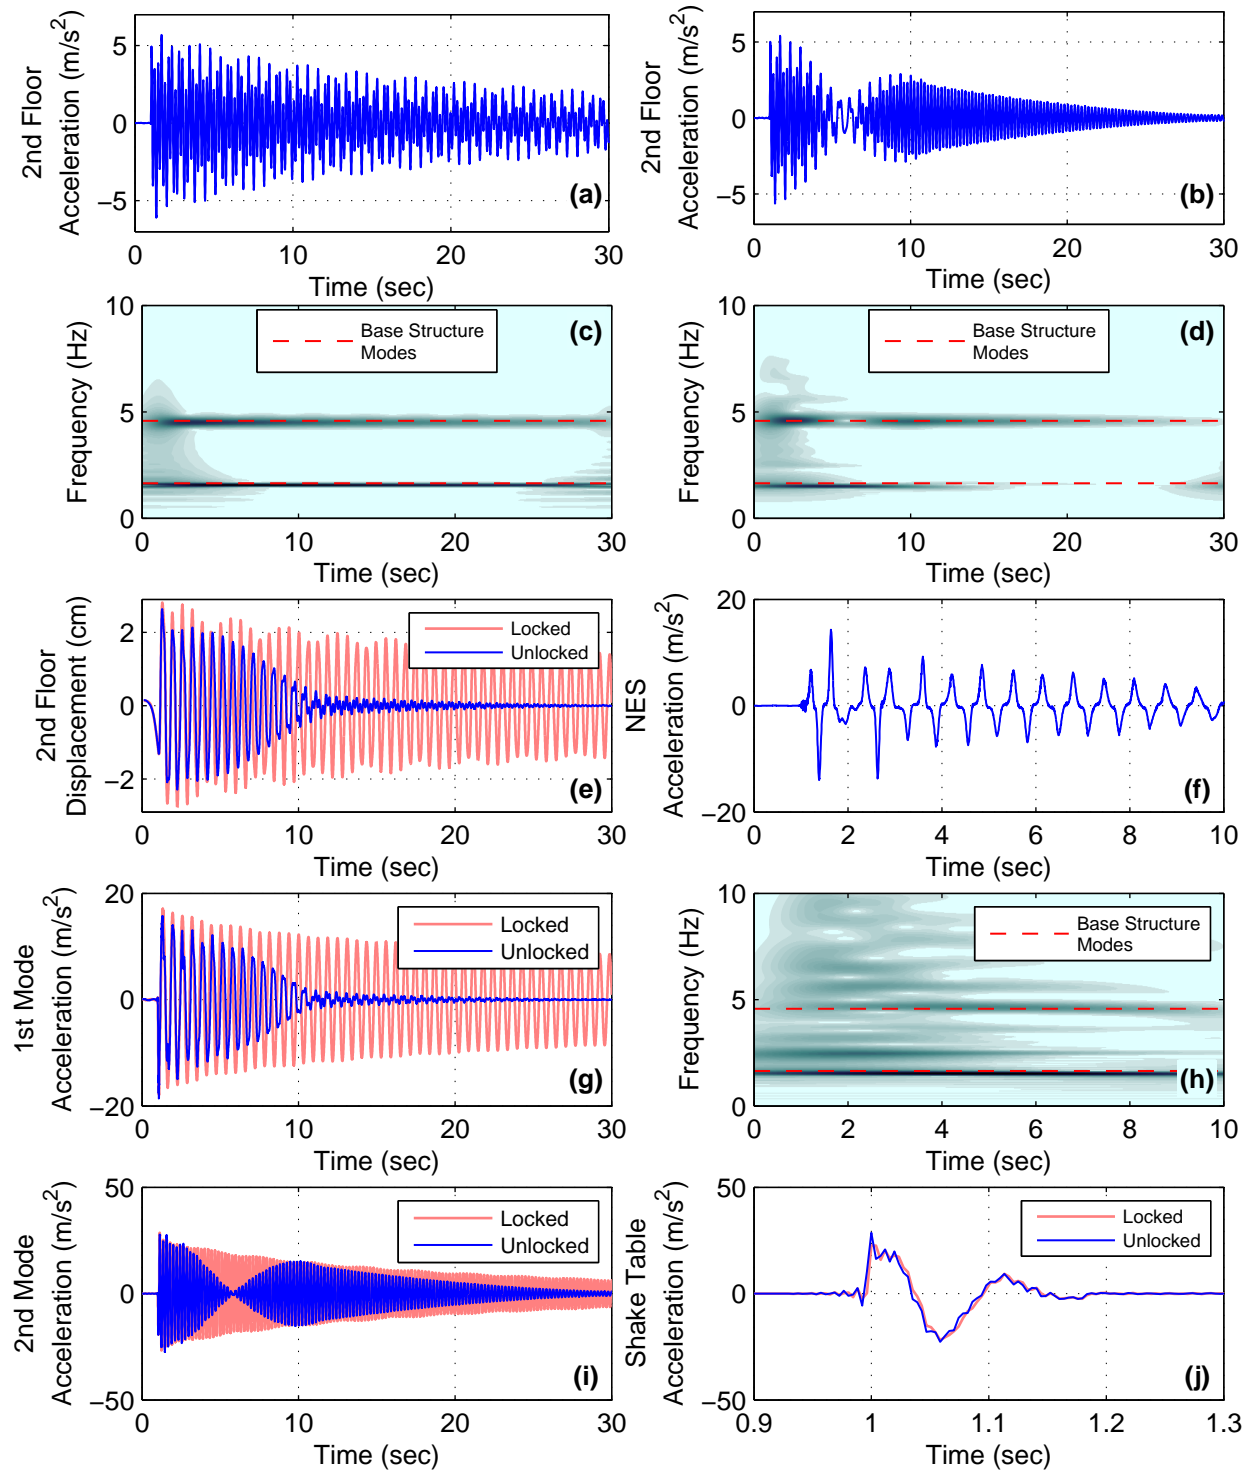 2nd Floor
Acceleration (m/s²)
5
0
−5
(a)
0
10
20
30
Time (sec)
2nd Floor
Acceleration (m/s²)
5
0
−5
(b)
0
10
20
30
Time (sec)
Frequency (Hz)
10
5
0
Base Structure
Modes
(c)
0
10
20
30
Time (sec)
Frequency (Hz)
10
5
0
Base Structure
Modes
(d)
0
10
20
30
Time (sec)
2nd Floor
Displacement (cm)
2
0
−2
Locked
Unlocked
(e)
0
10
20
30
Time (sec)
NES
Acceleration (m/s²)
20
0
−20
(f)
0
2
4
6
8
10
Time (sec)
1st Mode
Acceleration (m/s²)
20
0
−20
Locked
Unlocked
(g)
0
10
20
30
Time (sec)
Frequency (Hz)
10
5
0
Base Structure
Modes
(h)
0
2
4
6
8
10
Time (sec)
2nd Mode
Acceleration (m/s²)
50
0
−50
Locked
Unlocked
(i)
0
10
20
30
Time (sec)
Shake Table
Acceleration (m/s²)
50
0
−50
Locked
Unlocked
(j)
0.9
1
1.1
1.2
1.3
Time (sec)